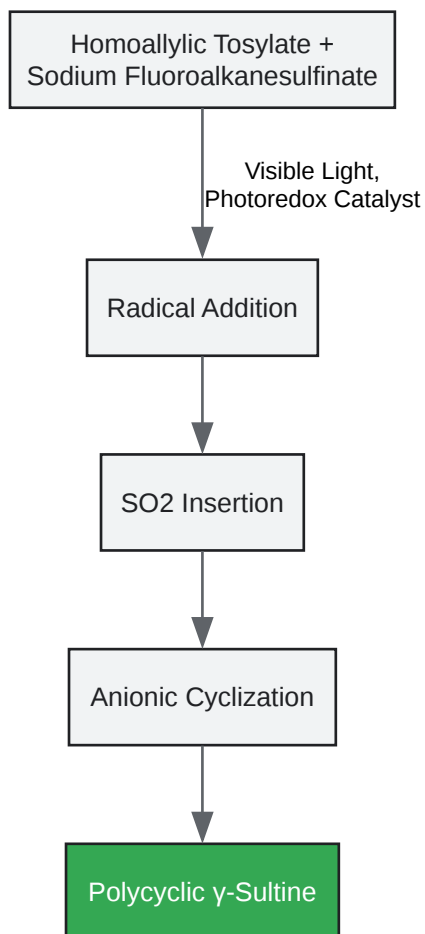 Homoallylic Tosylate +
Sodium Fluoroalkanesulfinate
Visible Light,
Photoredox Catalyst
Radical Addition
SO2 Insertion
Anionic Cyclization
Polycyclic γ-Sultine